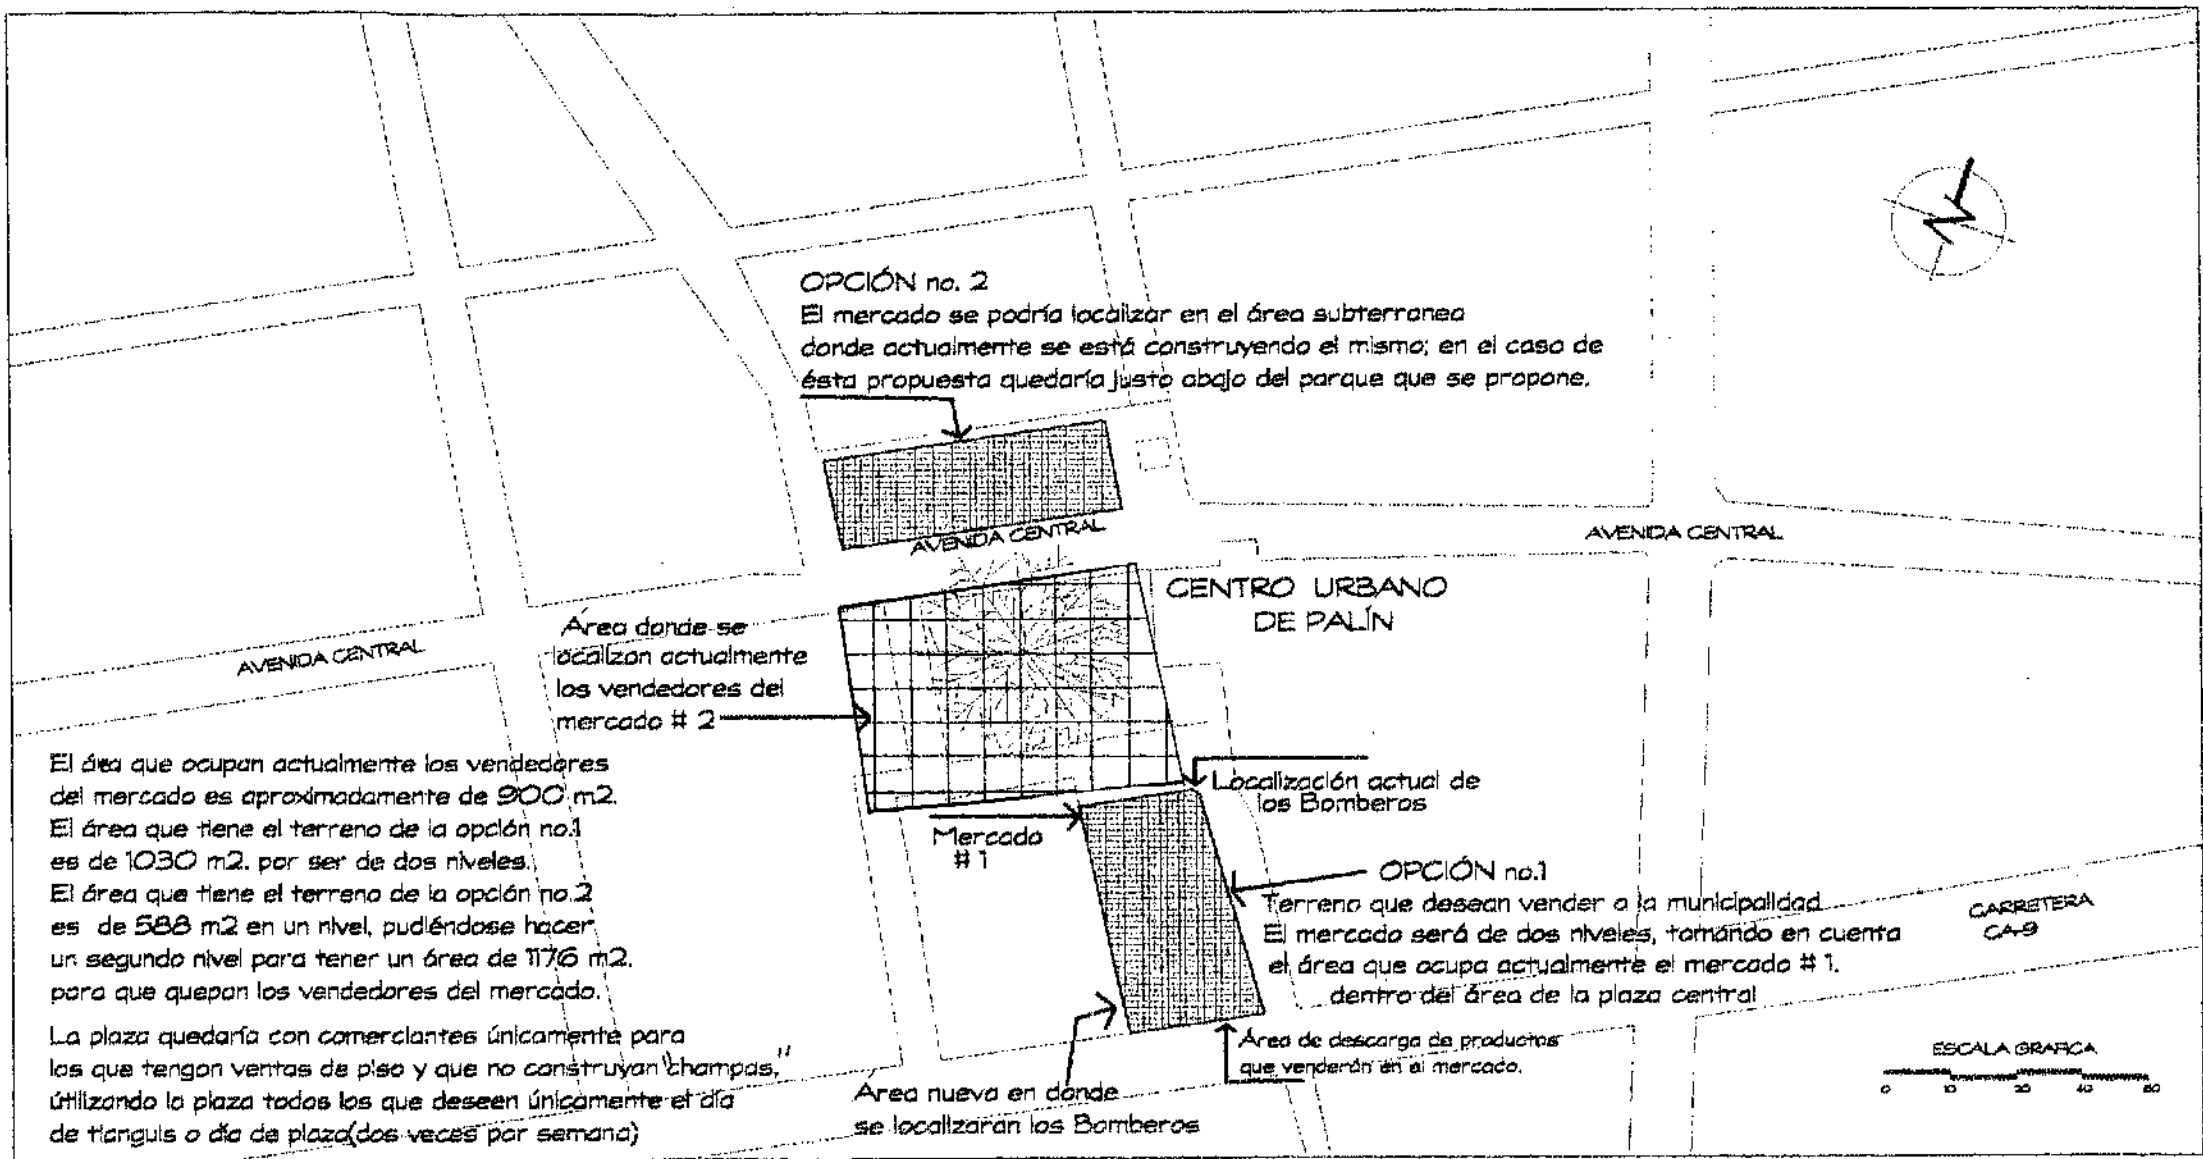 OPCIÓN no. 2
El mercado se podría localizar en el área subterranea
donde actualmente se está construyendo el mismo; en el caso de
ésta propuesta quedaría justo abajo del parque que se propone.
AVENIDA CENTRAL
AVENIDA CENTRAL
CENTRO URBANO
DE PALÍN
AVENIDA CENTRAL
Área donde se
localizan actualmente
los vendedores del
mercado # 2
El área que ocupan actualmente los vendedores
del mercado es aproximadamente de 900 m2.
El área que tiene el terreno de la opción no.1
es de 1030 m2. por ser de dos niveles.
El área que tiene el terreno de la opción no.2
es de 588 m2 en un nivel, pudiéndose hacer
un segundo nivel para tener un área de 1176 m2.
para que quepan los vendedores del mercado.
La plaza quedaría con comerciantes únicamente para
los que tengan ventas de piso y que no construyan "champas,"
útilizando la plaza todos los que deseen únicamente el día
de tianguis o día de plaza(dos veces por semana)
Localización actual de
los Bomberos
Mercado
# 1
OPCIÓN no.1
Terreno que desean vender a la municipalidad
El mercado será de dos niveles, tomando en cuenta
el área que ocupa actualmente el mercado # 1.
dentro del área de la plaza central
CARRETERA
CA-9
Área de descarga de productos
que venderán en el mercado.
Area nueva en donde
se localizaran los Bomberos
ESCALA GRAFICA
0 10 20 40 60